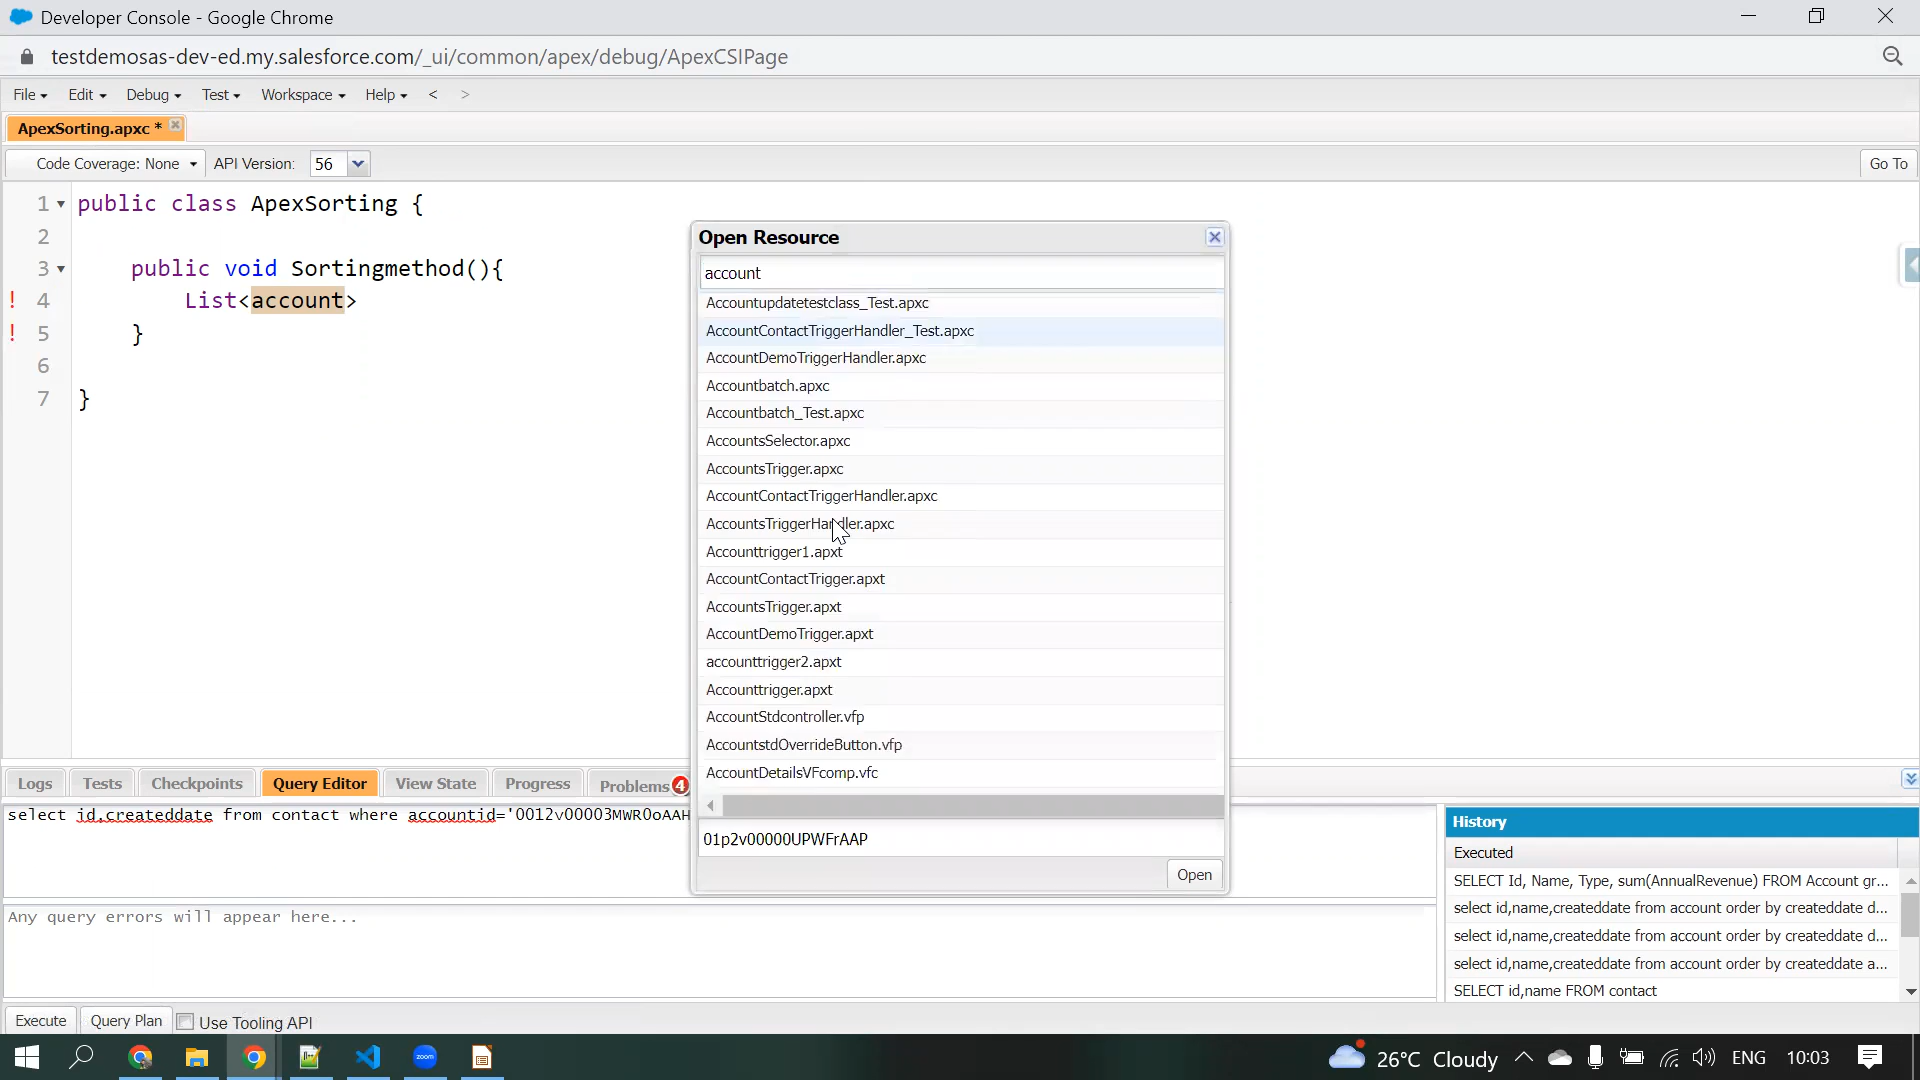 Developer Console - Google Chrome
testdemosas-dev-ed.my.salesforce.com/_ui/common/apex/debug/ApexCSIPage
File Edit Debug Test Workspace Help < >
ApexSorting.apxc *
Code Coverage: None API Version: 56 Go To
1 public class ApexSorting {
2
3 public void Sortingmethod(){
! 4 List<account>
! 5 }
6
7 }
Open Resource
account
Accountupdatetestclass_Test.apxc
AccountContactTriggerHandler_Test.apxc
AccountDemoTriggerHandler.apxc
Accountbatch.apxc
Accountbatch_Test.apxc
AccountsSelector.apxc
AccountsTrigger.apxc
AccountContactTriggerHandler.apxc
AccountsTriggerHandler.apxc
Accounttrigger1.apxt
AccountContactTrigger.apxt
AccountsTrigger.apxt
AccountDemoTrigger.apxt
accounttrigger2.apxt
Accounttrigger.apxt
AccountStdcontroller.vfp
AccountstdOverrideButton.vfp
AccountDetailsVFcomp.vfc
01p2v00000UPWFrAAP
Open
Logs Tests Checkpoints Query Editor View State Progress Problems 4
select id,createddate from contact where accountid='0012v00003MWR0oAAH
Any query errors will appear here...
History
Executed
SELECT Id, Name, Type, sum(AnnualRevenue) FROM Account gr...
select id,name,createddate from account order by createddate d...
select id,name,createddate from account order by createddate d...
select id,name,createddate from account order by createddate a...
SELECT id,name FROM contact
Execute Query Plan Use Tooling API
zoom
26°C Cloudy ENG 10:03